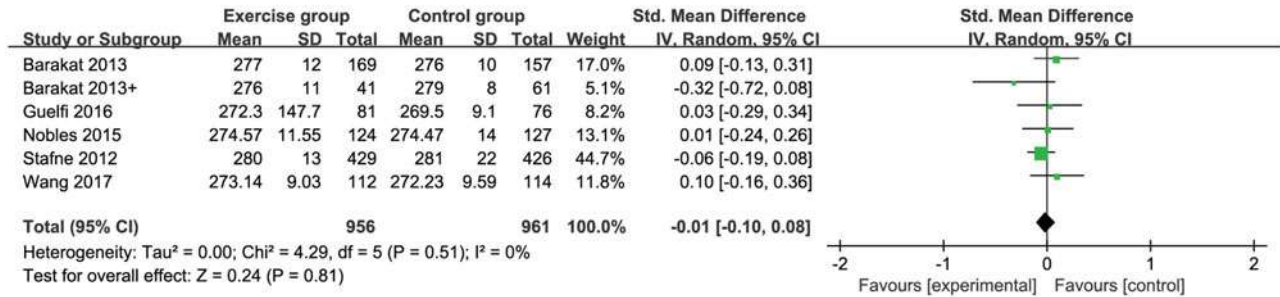 Exercise group Control group Std. Mean Difference Std. Mean Difference
Study or Subgroup Mean SD Total Mean SD Total Weight IV, Random, 95% CI IV, Random, 95% CI
Barakat 2013 277 12 169 276 10 157 17.0% 0.09 [-0.13, 0.31]
Barakat 2013+ 276 11 41 279 8 61 5.1% -0.32 [-0.72, 0.08]
Guelfi 2016 272.3 147.7 81 269.5 9.1 76 8.2% 0.03 [-0.29, 0.34]
Nobles 2015 274.57 11.55 124 274.47 14 127 13.1% 0.01 [-0.24, 0.26]
Stafne 2012 280 13 429 281 22 426 44.7% -0.06 [-0.19, 0.08]
Wang 2017 273.14 9.03 112 272.23 9.59 114 11.8% 0.10 [-0.16, 0.36]
Total (95% CI) 956 961 100.0% -0.01 [-0.10, 0.08]
Heterogeneity: Tau² = 0.00; Chi² = 4.29, df = 5 (P = 0.51); I² = 0%
Test for overall effect: Z = 0.24 (P = 0.81)
-2 -1 0 1 2
Favours [experimental] Favours [control]